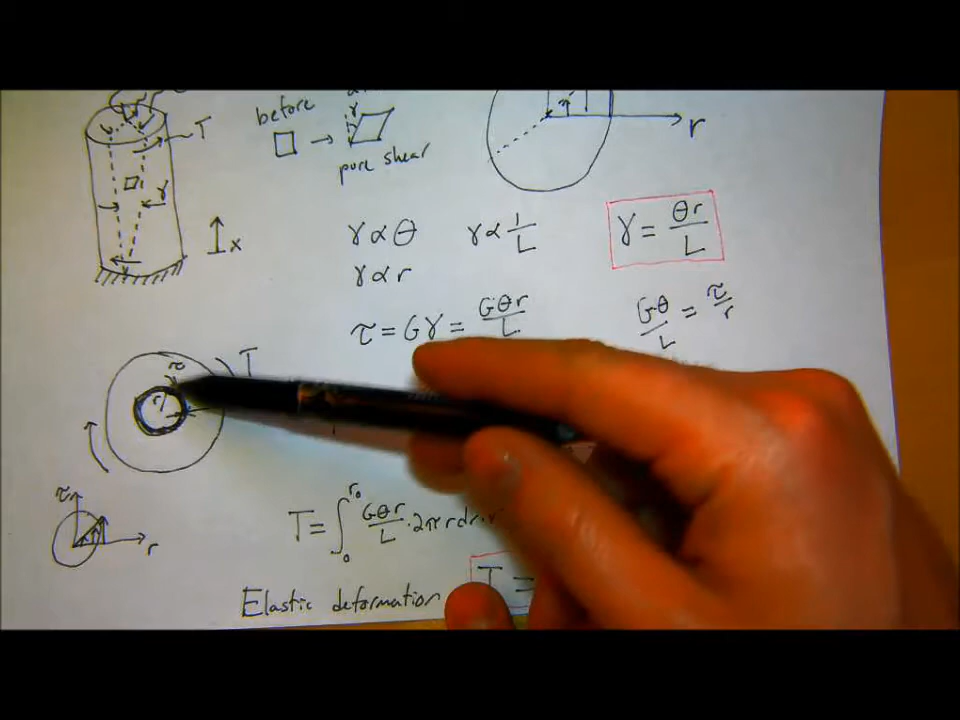 before
T
γ
r
pure shear
γ
γ ∝ θ   γ ∝ 1/L   γ = θr/L
x
γ ∝ r
τ = Gγ = Gθr/L   Gθ/L = τ/r
T
τ
r
τ
r
T = ∫₀^r₀ Gθr/L · 2πr dr · r
Elastic deformation   T =